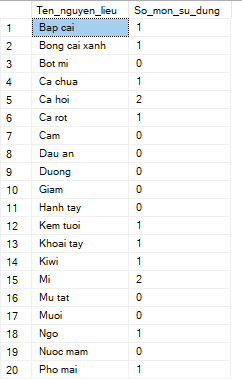 Ten_nguyen_lieu So_mon_su_dung
1 Bap cai 1
2 Bong cai xanh 1
3 Bot mi 0
4 Ca chua 1
5 Ca hoi 2
6 Ca rot 1
7 Cam 0
8 Dau an 0
9 Duong 0
10 Giam 0
11 Hanh tay 0
12 Kem tuoi 1
13 Khoai tay 1
14 Kiwi 1
15 Mi 2
16 Mu tat 0
17 Muoi 0
18 Ngo 1
19 Nuoc mam 0
20 Pho mai 1